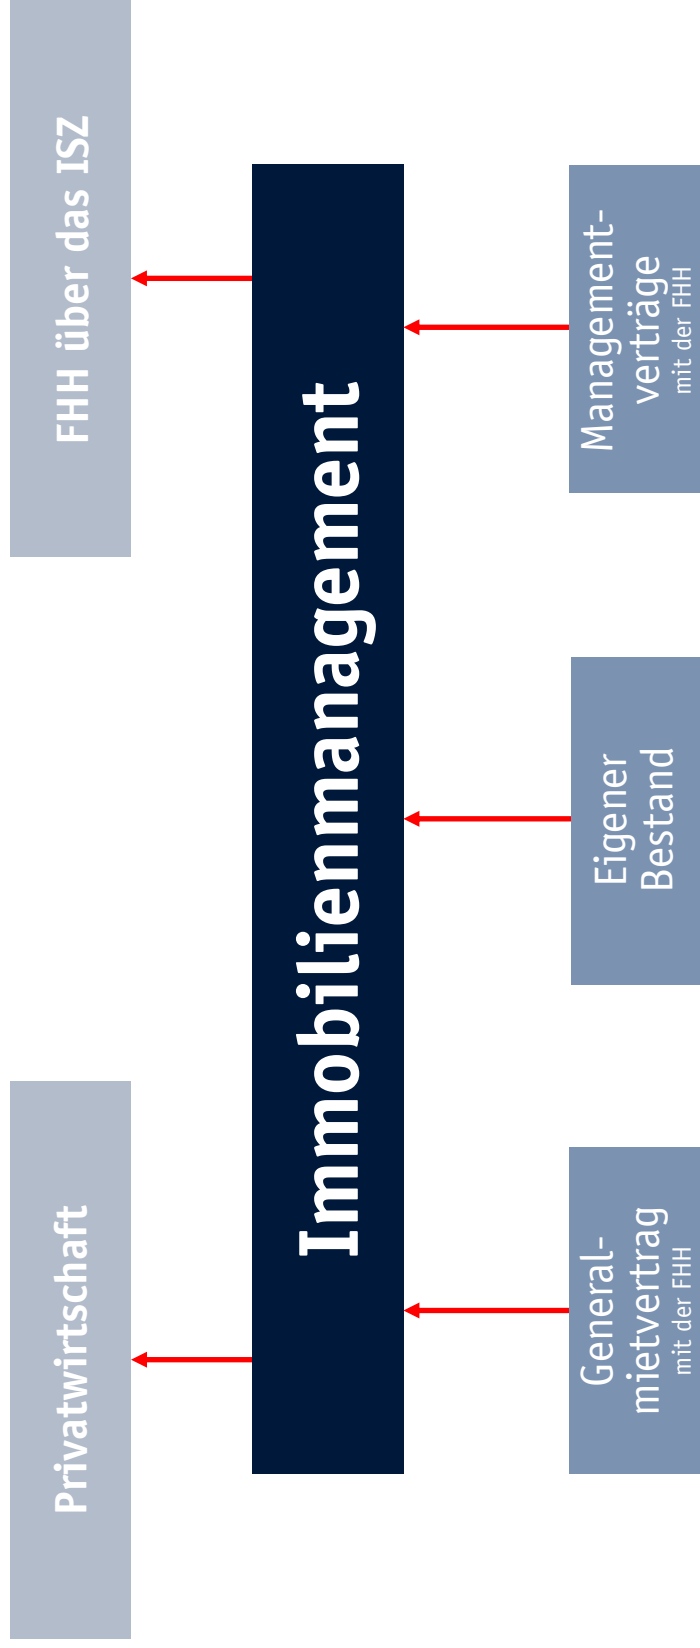 Privatwirtschaft
FHH über das ISZ
Immobilienmanagement
General-
mietvertrag
mit der FHH
Eigener
Bestand
Management-
verträge
mit der FHH